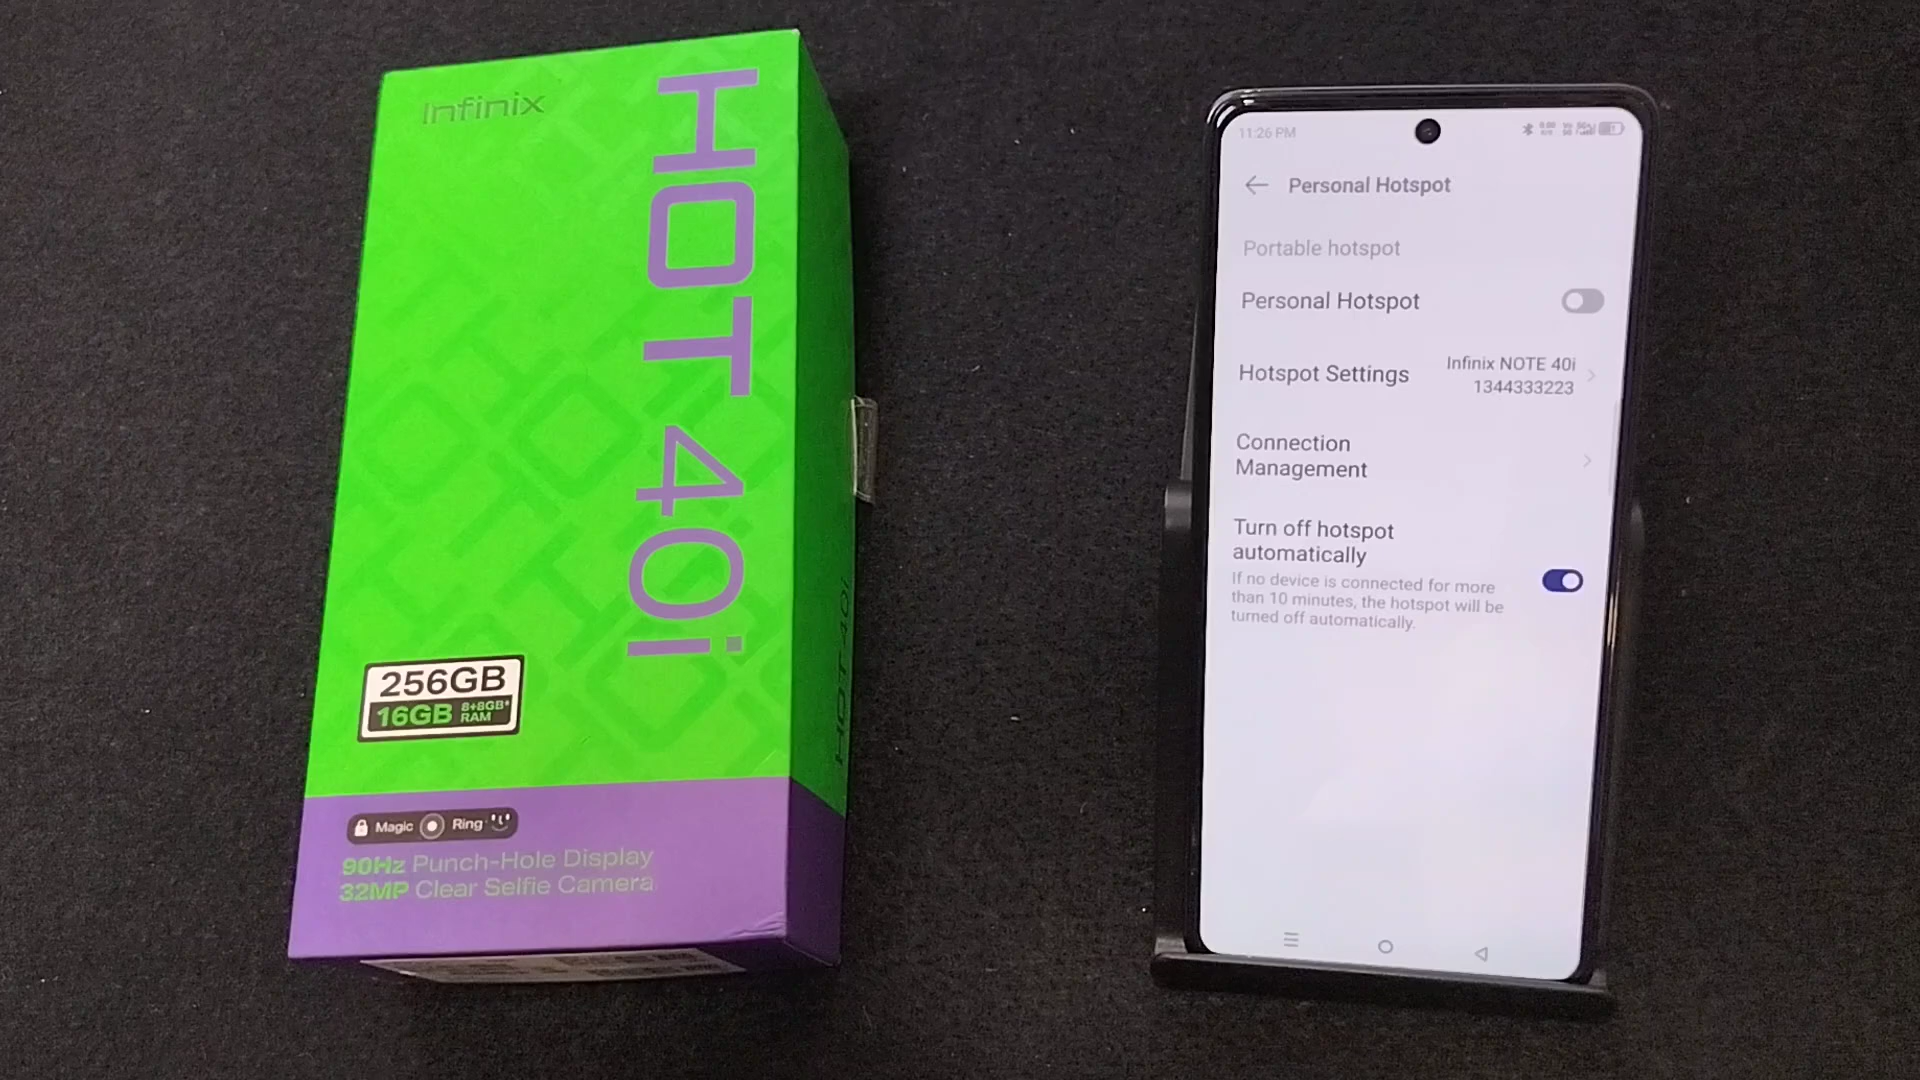 Infinix
HOT 40i
256GB
16GB 8+8GB*
RAM
Magic Ring
90Hz Punch-Hole Display
32MP Clear Selfie Camera
HOT 40i
11:26 PM
Personal Hotspot
Portable hotspot
Personal Hotspot
Hotspot Settings
Infinix NOTE 40i
1344333223
Connection
Management
Turn off hotspot
automatically
If no device is connected for more
than 10 minutes, the hotspot will be
turned off automatically.